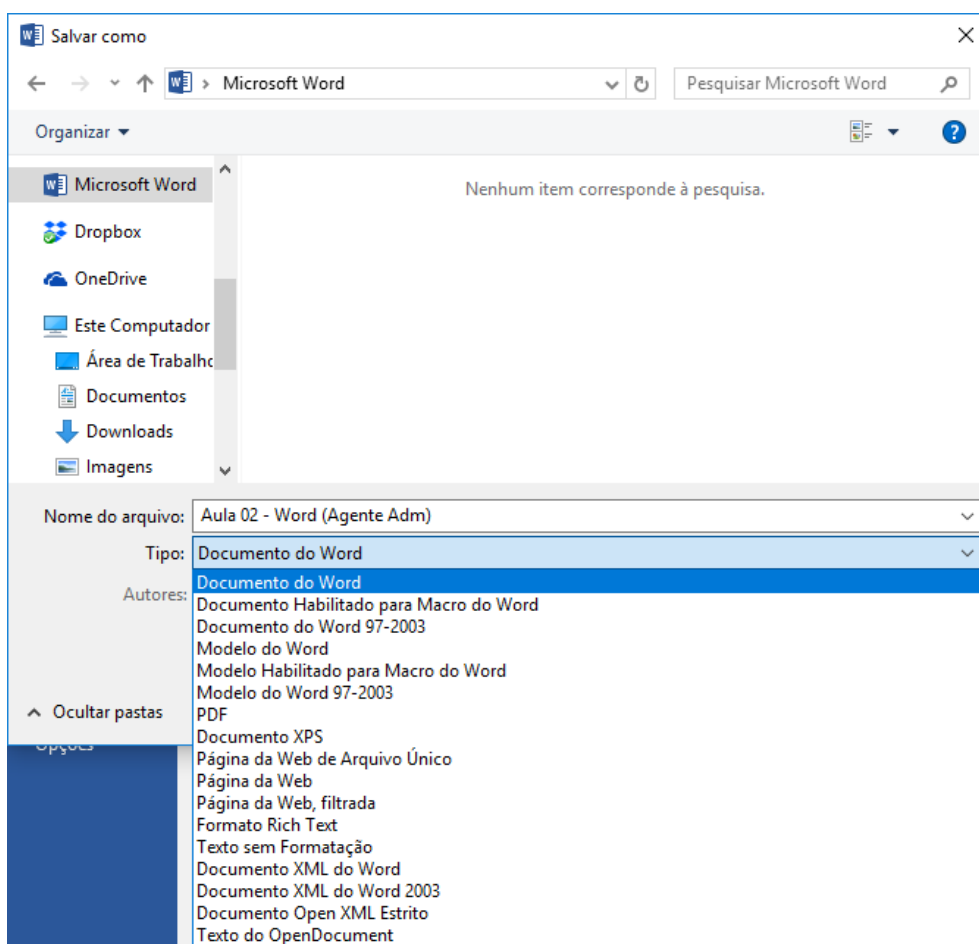 Salvar como
Microsoft Word
Pesquisar Microsoft Word
Organizar
Microsoft Word
Nenhum item corresponde à pesquisa.
Dropbox
OneDrive
Este Computador
Área de Trabalho
Documentos
Downloads
Imagens
Nome do arquivo: Aula 02 - Word (Agente Adm)
Tipo: Documento do Word
Autores:
Documento do Word
Documento Habilitado para Macro do Word
Documento do Word 97-2003
Modelo do Word
Modelo Habilitado para Macro do Word
Modelo do Word 97-2003
Ocultar pastas
PDF
Documento XPS
Opções
Página da Web de Arquivo Único
Página da Web
Página da Web, filtrada
Formato Rich Text
Texto sem Formatação
Documento XML do Word
Documento XML do Word 2003
Documento Open XML Estrito
Texto do OpenDocument